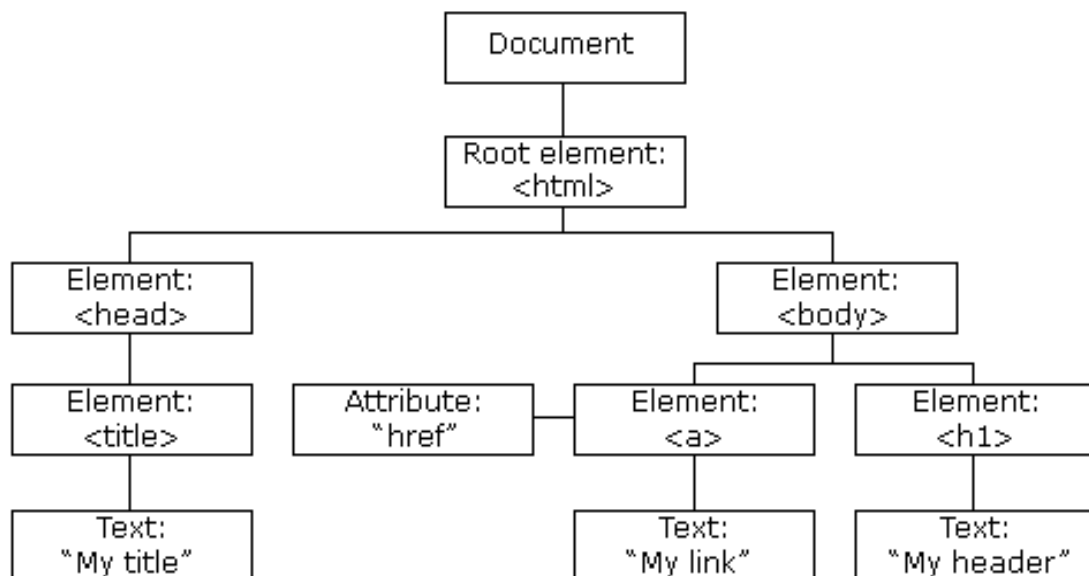 Document
Root element:
<html>
Element:
<head>
Element:
<body>
Element:
<title>
Attribute:
“href”
Element:
<a>
Element:
<h1>
Text:
“My title”
Text:
“My link”
Text:
“My header”